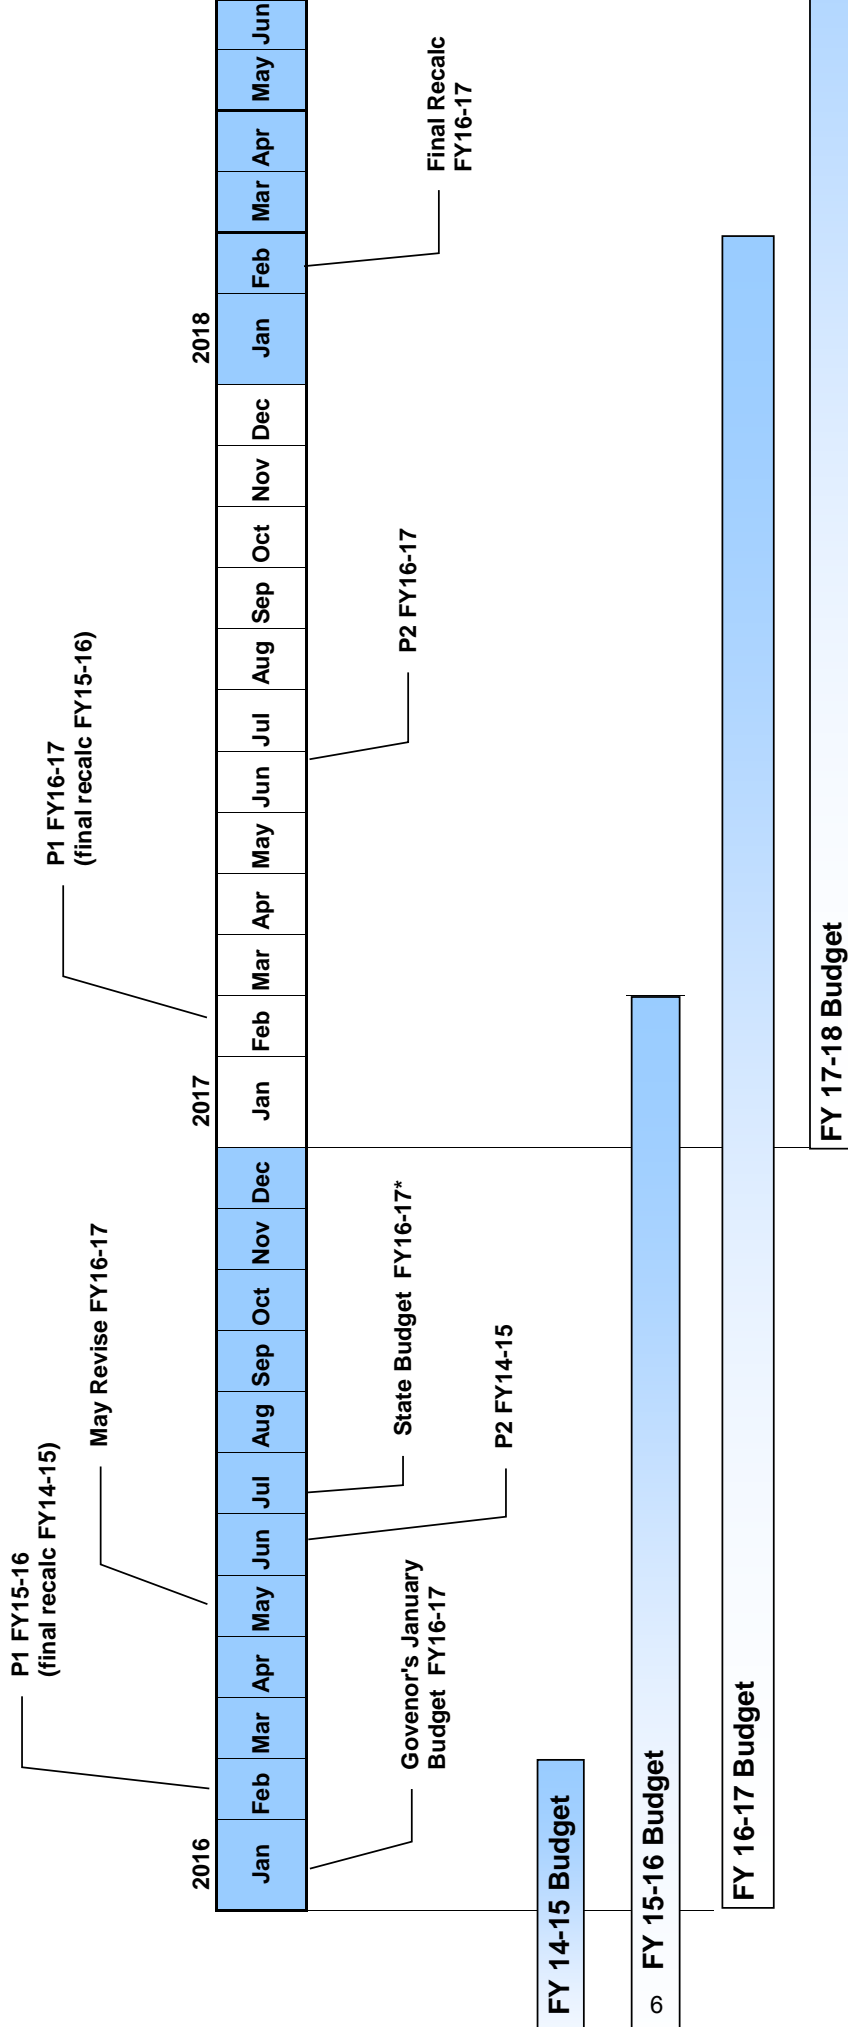 P1 FY15-16
(final recalc FY14-15)
May Revise FY16-17
P1 FY16-17
(final recalc FY15-16)
2016
2017
2018
Jan Feb Mar Apr May Jun Jul Aug Sep Oct Nov Dec Jan Feb Mar Apr May Jun Jul Aug Sep Oct Nov Dec Jan Feb Mar Apr May Jun
Govenor's January
Budget FY16-17
State Budget FY16-17*
P2 FY14-15
P2 FY16-17
Final Recalc
FY16-17
FY 14-15 Budget
FY 15-16 Budget
FY 16-17 Budget
FY 17-18 Budget
6